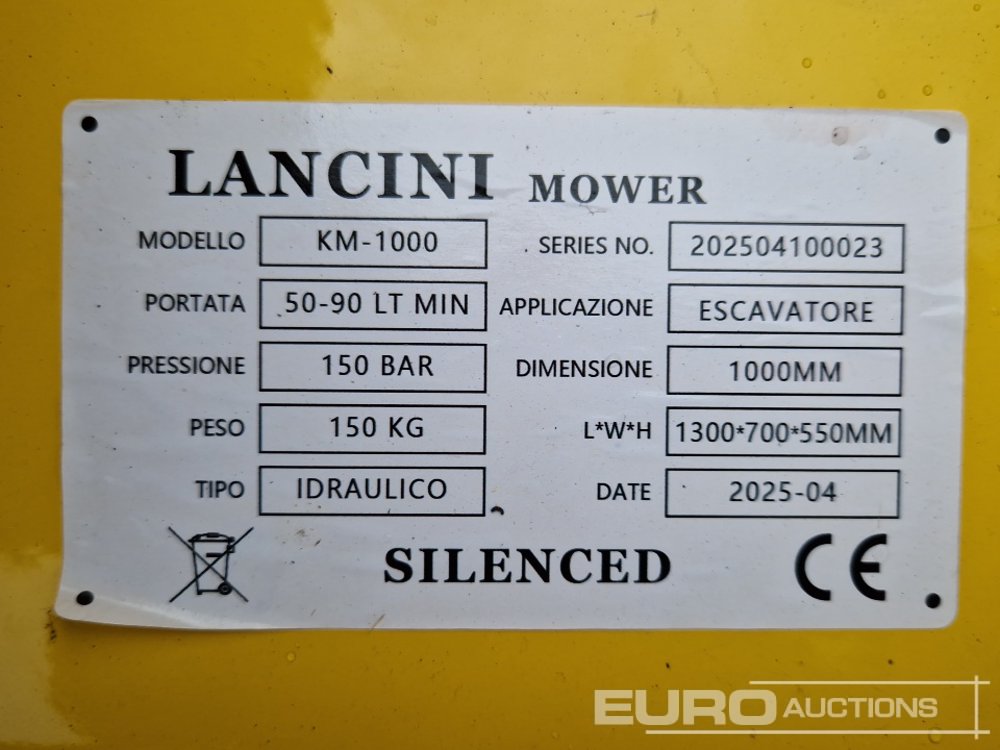 LANCINI MOWER
MODELLO KM-1000 SERIES NO. 202504100023
PORTATA 50-90 LT MIN APPLICAZIONE ESCAVATORE
PRESSIONE 150 BAR DIMENSIONE 1000MM
PESO 150 KG L*W*H 1300*700*550MM
TIPO IDRAULICO DATE 2025-04
SILENCED CE
EURO AUCTIONS